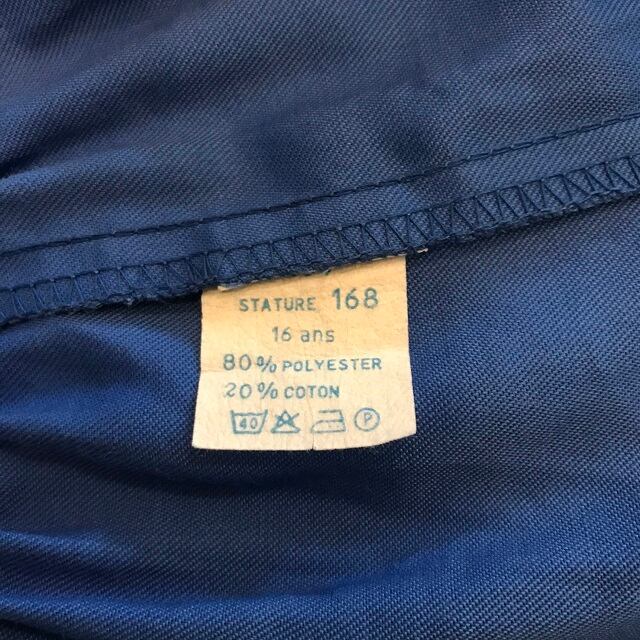 STATURE 168
16 ans
80% POLYESTER
20% COTON
40 P